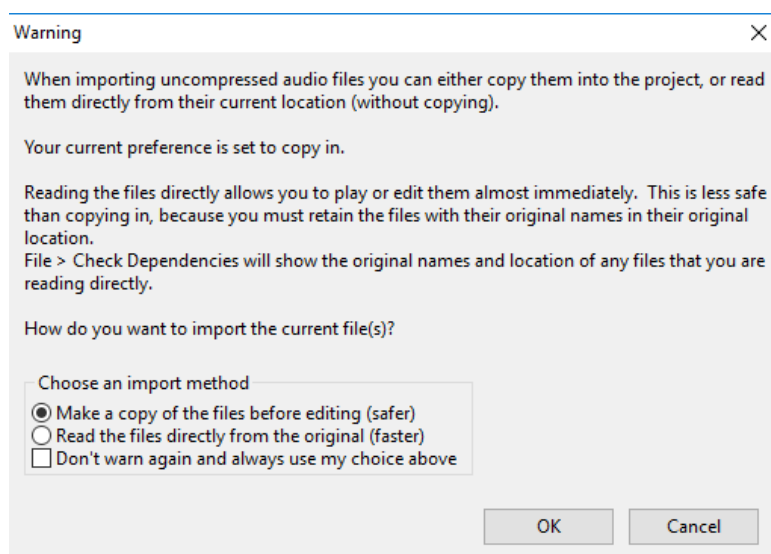 Warning
When importing uncompressed audio files you can either copy them into the project, or read
them directly from their current location (without copying).
Your current preference is set to copy in.
Reading the files directly allows you to play or edit them almost immediately.  This is less safe
than copying in, because you must retain the files with their original names in their original
location.
File > Check Dependencies will show the original names and location of any files that you are
reading directly.
How do you want to import the current file(s)?
Choose an import method
Make a copy of the files before editing (safer)
Read the files directly from the original (faster)
Don't warn again and always use my choice above
OK
Cancel